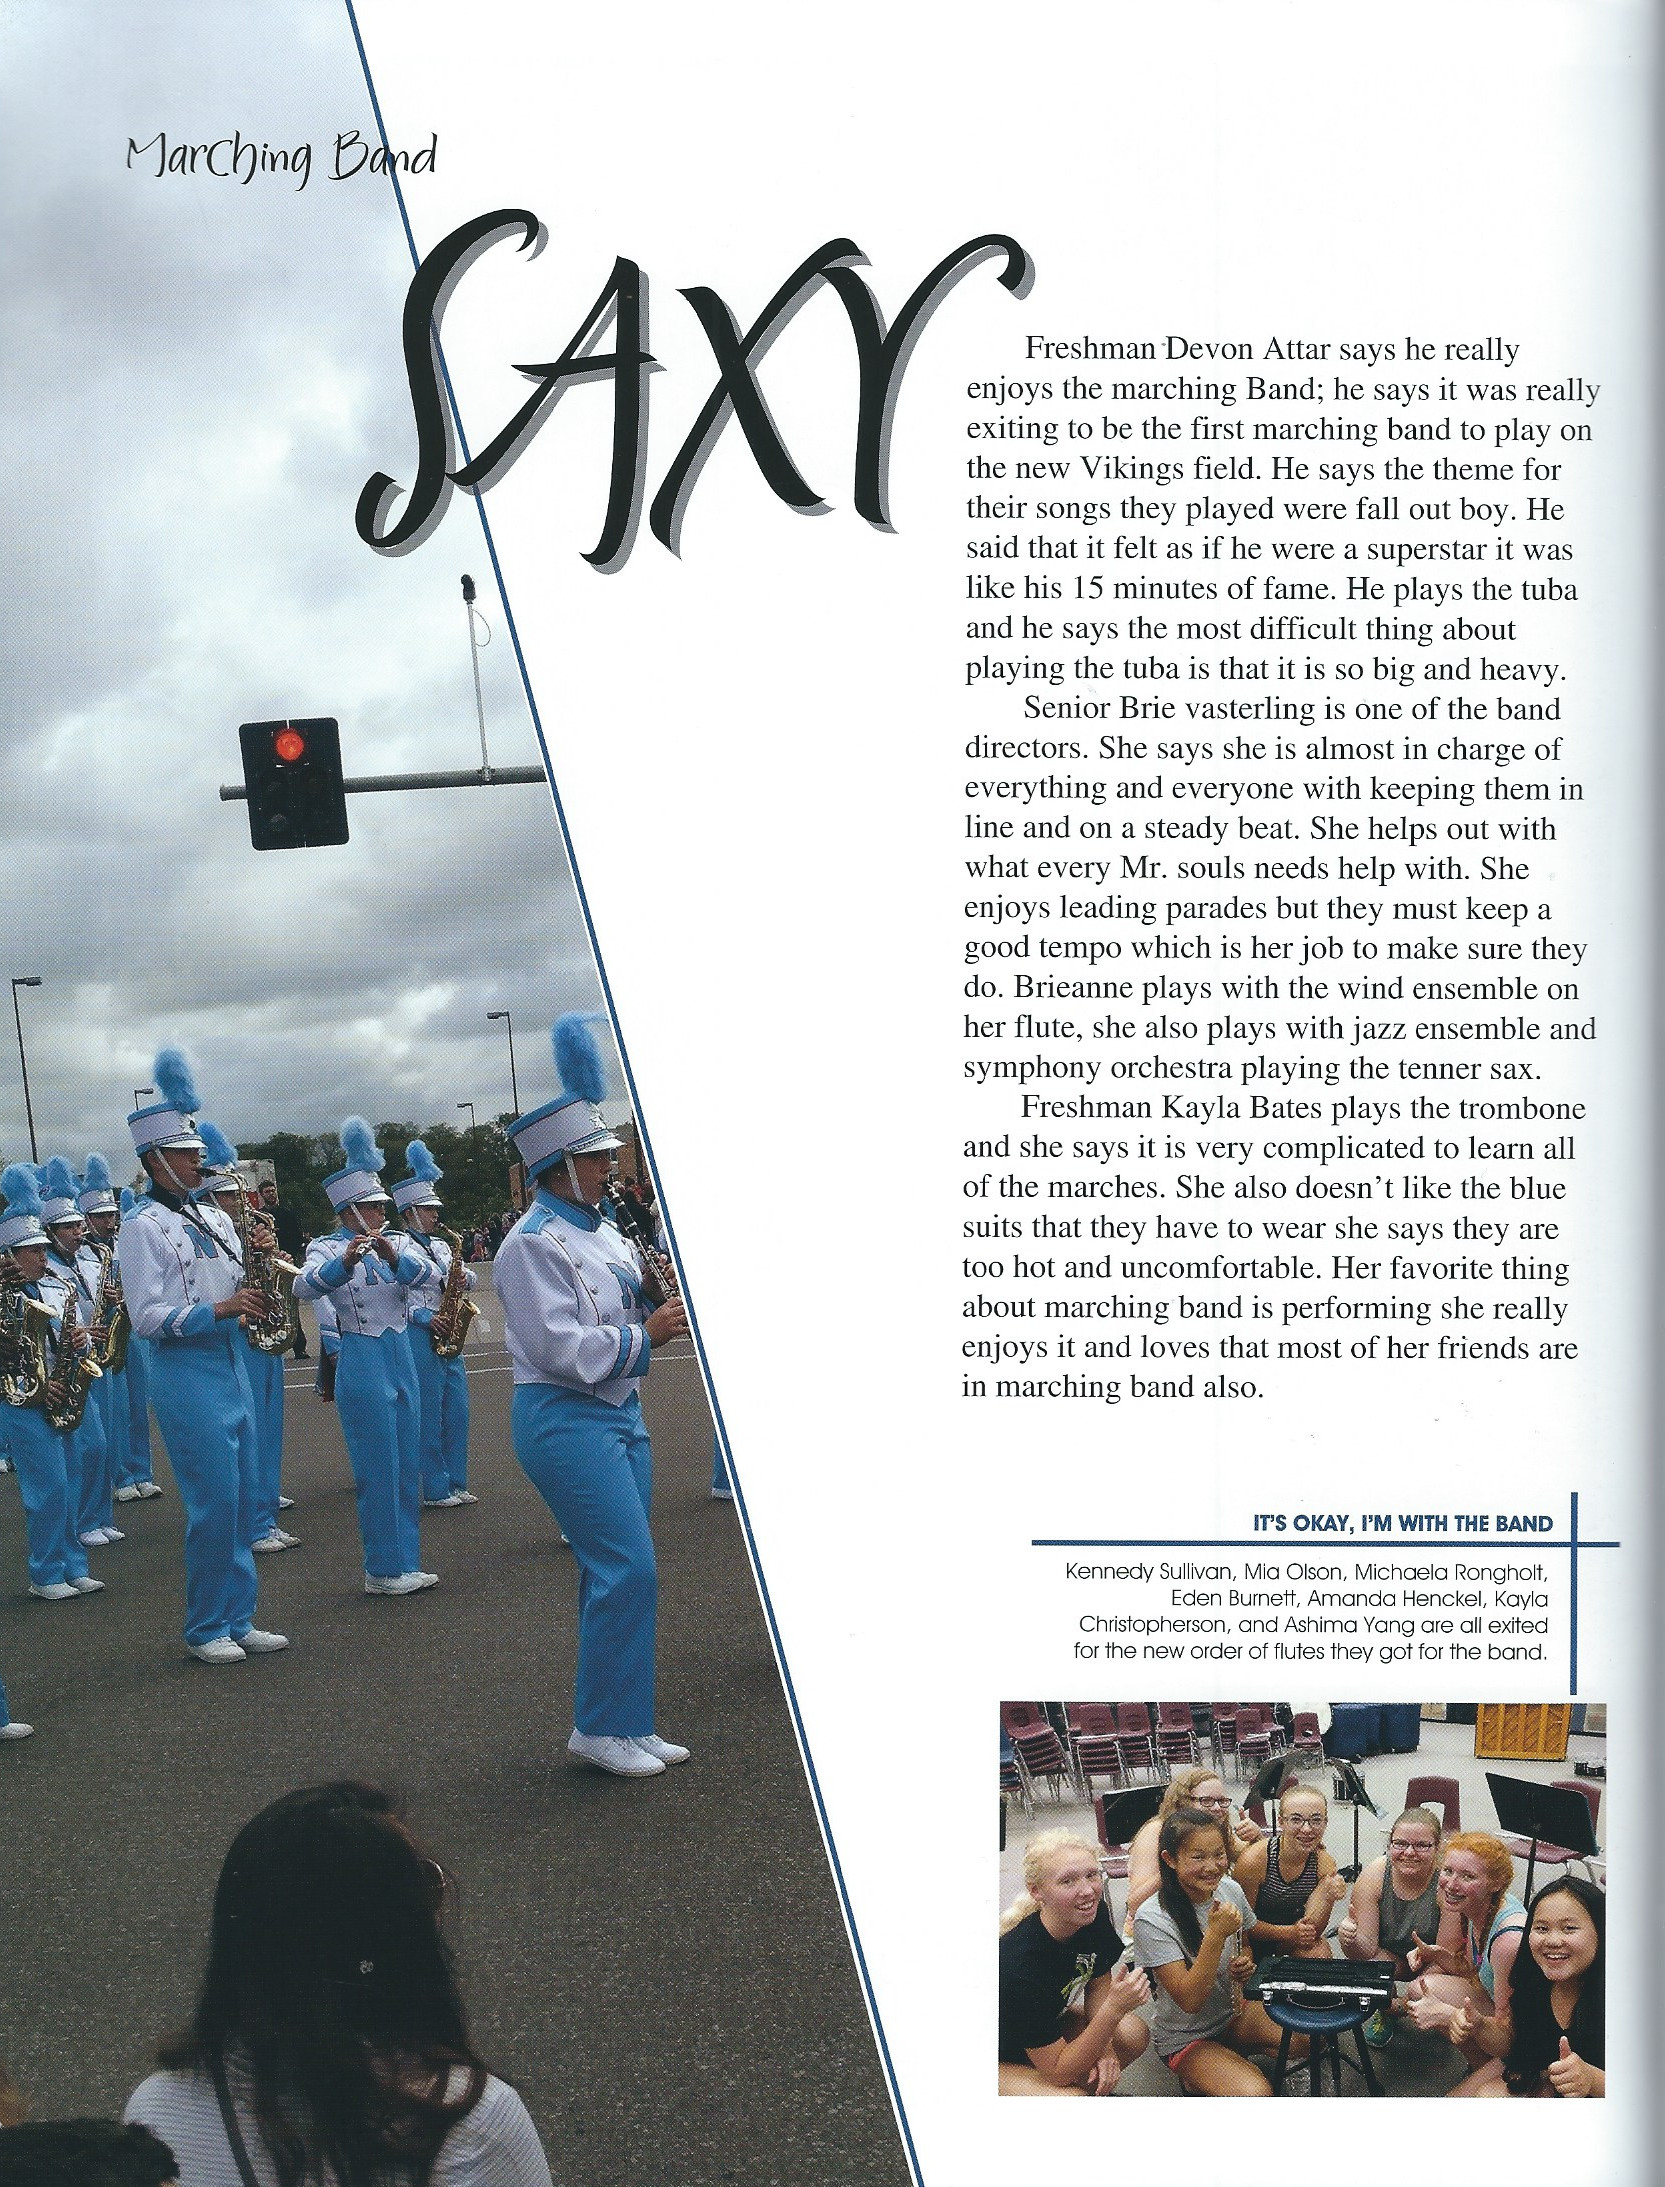 Marching Band
SAXY
Freshman Devon Attar says he really
enjoys the marching Band; he says it was really
exiting to be the first marching band to play on
the new Vikings field. He says the theme for
their songs they played were fall out boy. He
said that it felt as if he were a superstar it was
like his 15 minutes of fame. He plays the tuba
and he says the most difficult thing about
playing the tuba is that it is so big and heavy.
Senior Brie vasterling is one of the band
directors. She says she is almost in charge of
everything and everyone with keeping them in
line and on a steady beat. She helps out with
what every Mr. souls needs help with. She
enjoys leading parades but they must keep a
good tempo which is her job to make sure they
do. Brieanne plays with the wind ensemble on
her flute, she also plays with jazz ensemble and
symphony orchestra playing the tenner sax.
Freshman Kayla Bates plays the trombone
and she says it is very complicated to learn all
of the marches. She also doesn't like the blue
suits that they have to wear she says they are
too hot and uncomfortable. Her favorite thing
about marching band is performing she really
enjoys it and loves that most of her friends are
in marching band also.
IT'S OKAY, I'M WITH THE BAND
Kennedy Sullivan, Mia Olson, Michaela Rongholt,
Eden Burnett, Amanda Henckel, Kayla
Christopherson, and Ashima Yang are all exited
for the new order of flutes they got for the band.
N
N
N